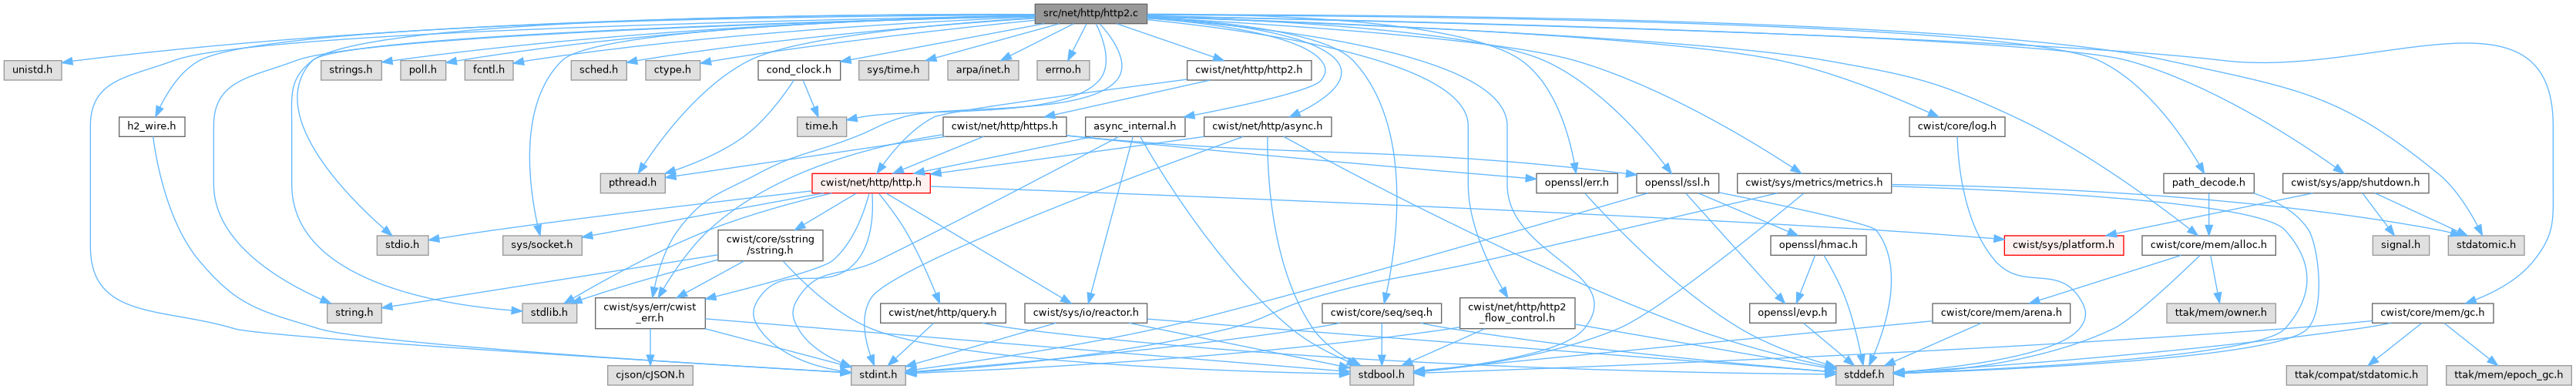 src/net/http/http2.c
unistd.h
strings.h
poll.h
fcntl.h
sched.h
ctype.h
cond_clock.h
sys/time.h
arpa/inet.h
errno.h
cwist/net/http/http2.h
h2_wire.h
time.h
cwist/net/http/https.h
async_internal.h
cwist/net/http/async.h
cwist/core/log.h
pthread.h
cwist/net/http/http.h
openssl/err.h
openssl/ssl.h
cwist/sys/metrics/metrics.h
path_decode.h
cwist/sys/app/shutdown.h
stdio.h
sys/socket.h
cwist/core/sstring
/sstring.h
openssl/hmac.h
cwist/sys/platform.h
cwist/core/mem/alloc.h
signal.h
stdatomic.h
string.h
stdlib.h
cwist/sys/err/cwist
_err.h
cwist/net/http/query.h
cwist/sys/io/reactor.h
cwist/core/seq/seq.h
cwist/net/http/http2
_flow_control.h
openssl/evp.h
cwist/core/mem/arena.h
ttak/mem/owner.h
cwist/core/mem/gc.h
cjson/cJSON.h
stdint.h
stdbool.h
stddef.h
ttak/compat/stdatomic.h
ttak/mem/epoch_gc.h